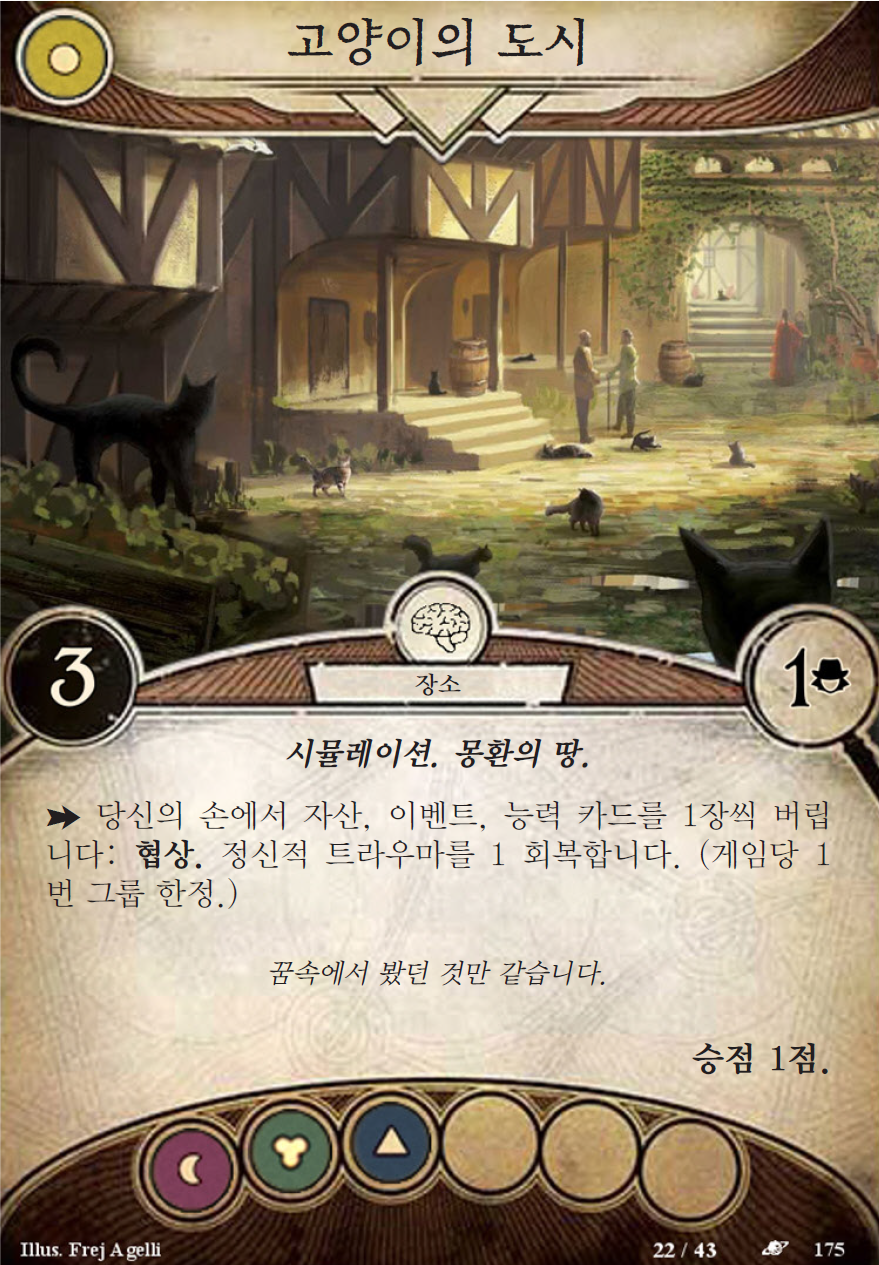 고양이의 도시
3
1
장소
시뮬레이션. 몽환의 땅.
당신의 손에서 자산, 이벤트, 능력 카드를 1장씩 버립
니다: 협상. 정신적 트라우마를 1 회복합니다. (게임당 1
번 그룹 한정.)
꿈속에서 봤던 것만 같습니다.
승점 1점.
Illus. Frej Agelli
22 / 43
175